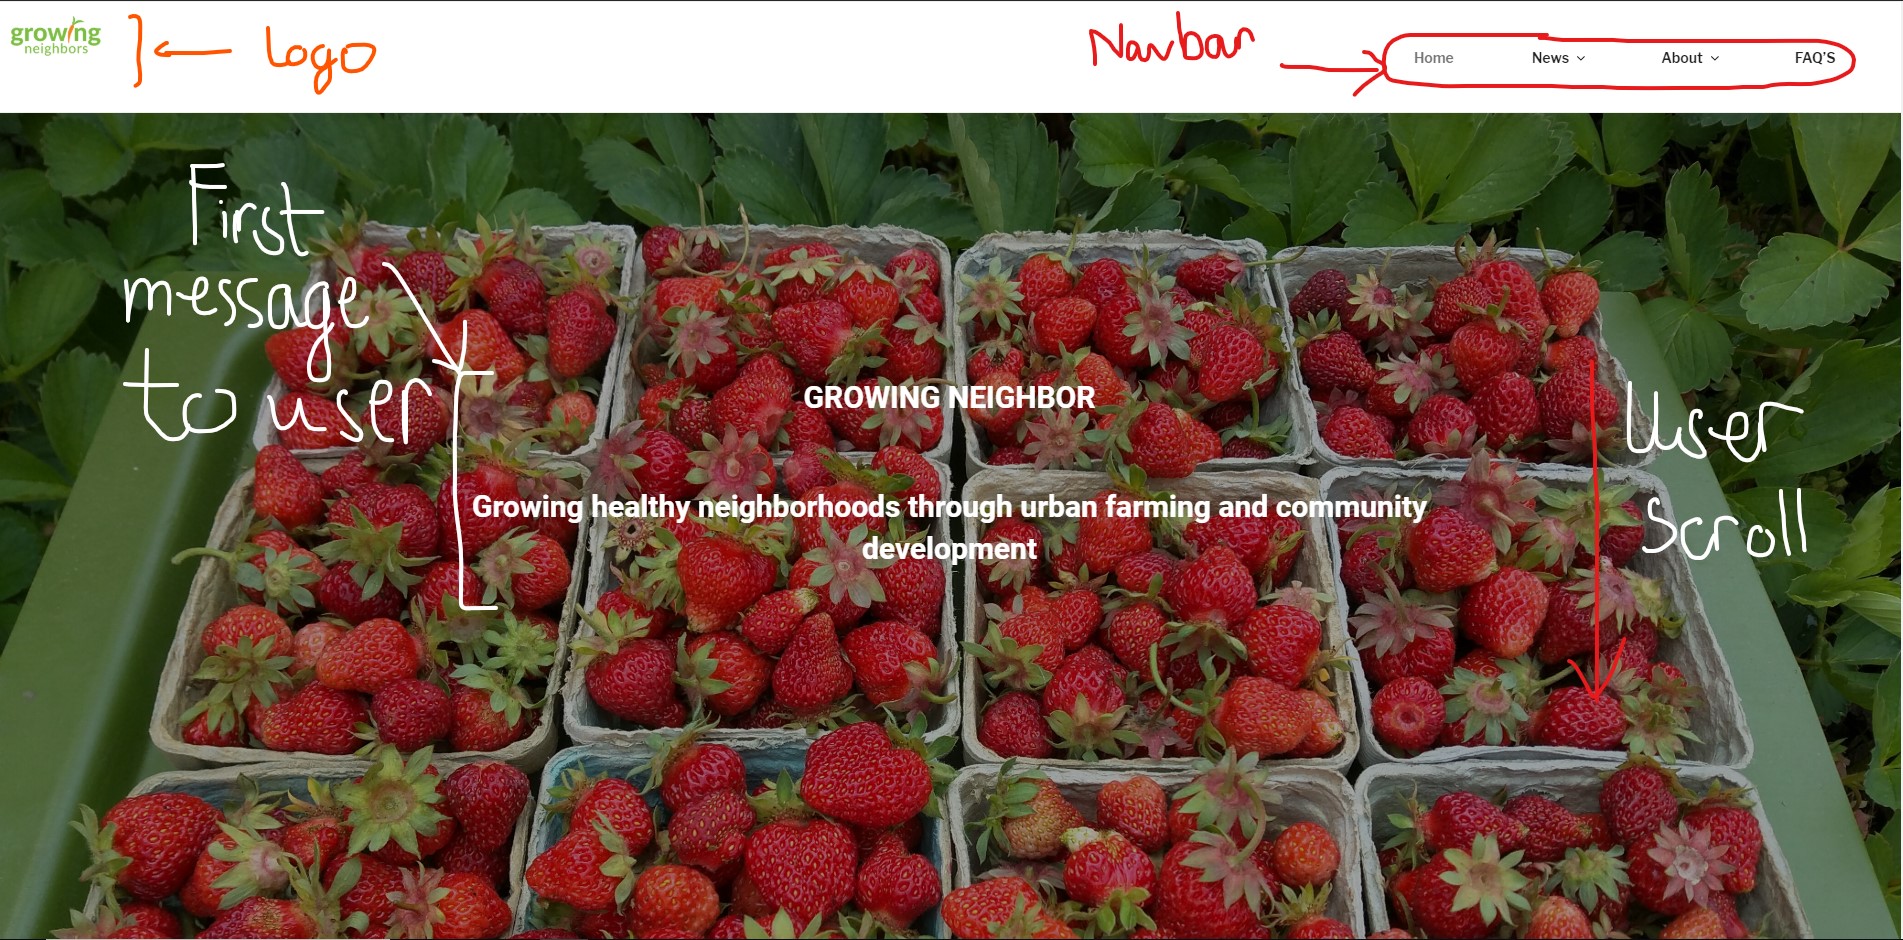 growing
neighbors
Logo
Navbar
Home
News
About
FAQ'S
First
message
to user
GROWING NEIGHBOR
Growing healthy neighborhoods through urban farming and community
development
User
Scroll